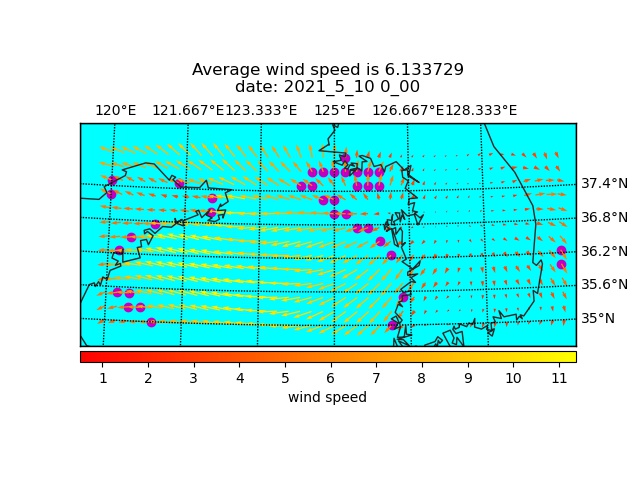 Average wind speed is 6.133729
date: 2021_5_10 0_00
120°E 121.667°E 123.333°E 125°E 126.667°E 128.333°E
37.4°N
36.8°N
36.2°N
35.6°N
35°N
1 2 3 4 5 6 7 8 9 10 11
wind speed